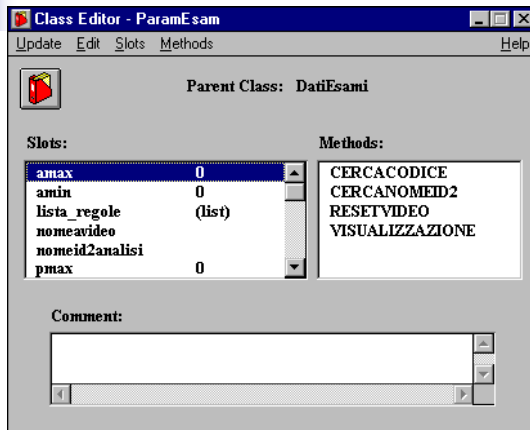 Class Editor - ParamEsam
Update Edit Slots Methods Help
Parent Class: DatiEsami
Slots: Methods:
amax 0 CERCACODICE
amin 0 CERCANOMEID2
lista_regole (list) RESETVIDEO
nomeavideo VISUALIZZAZIONE
nomeid2analisi
pmax 0
Comment: